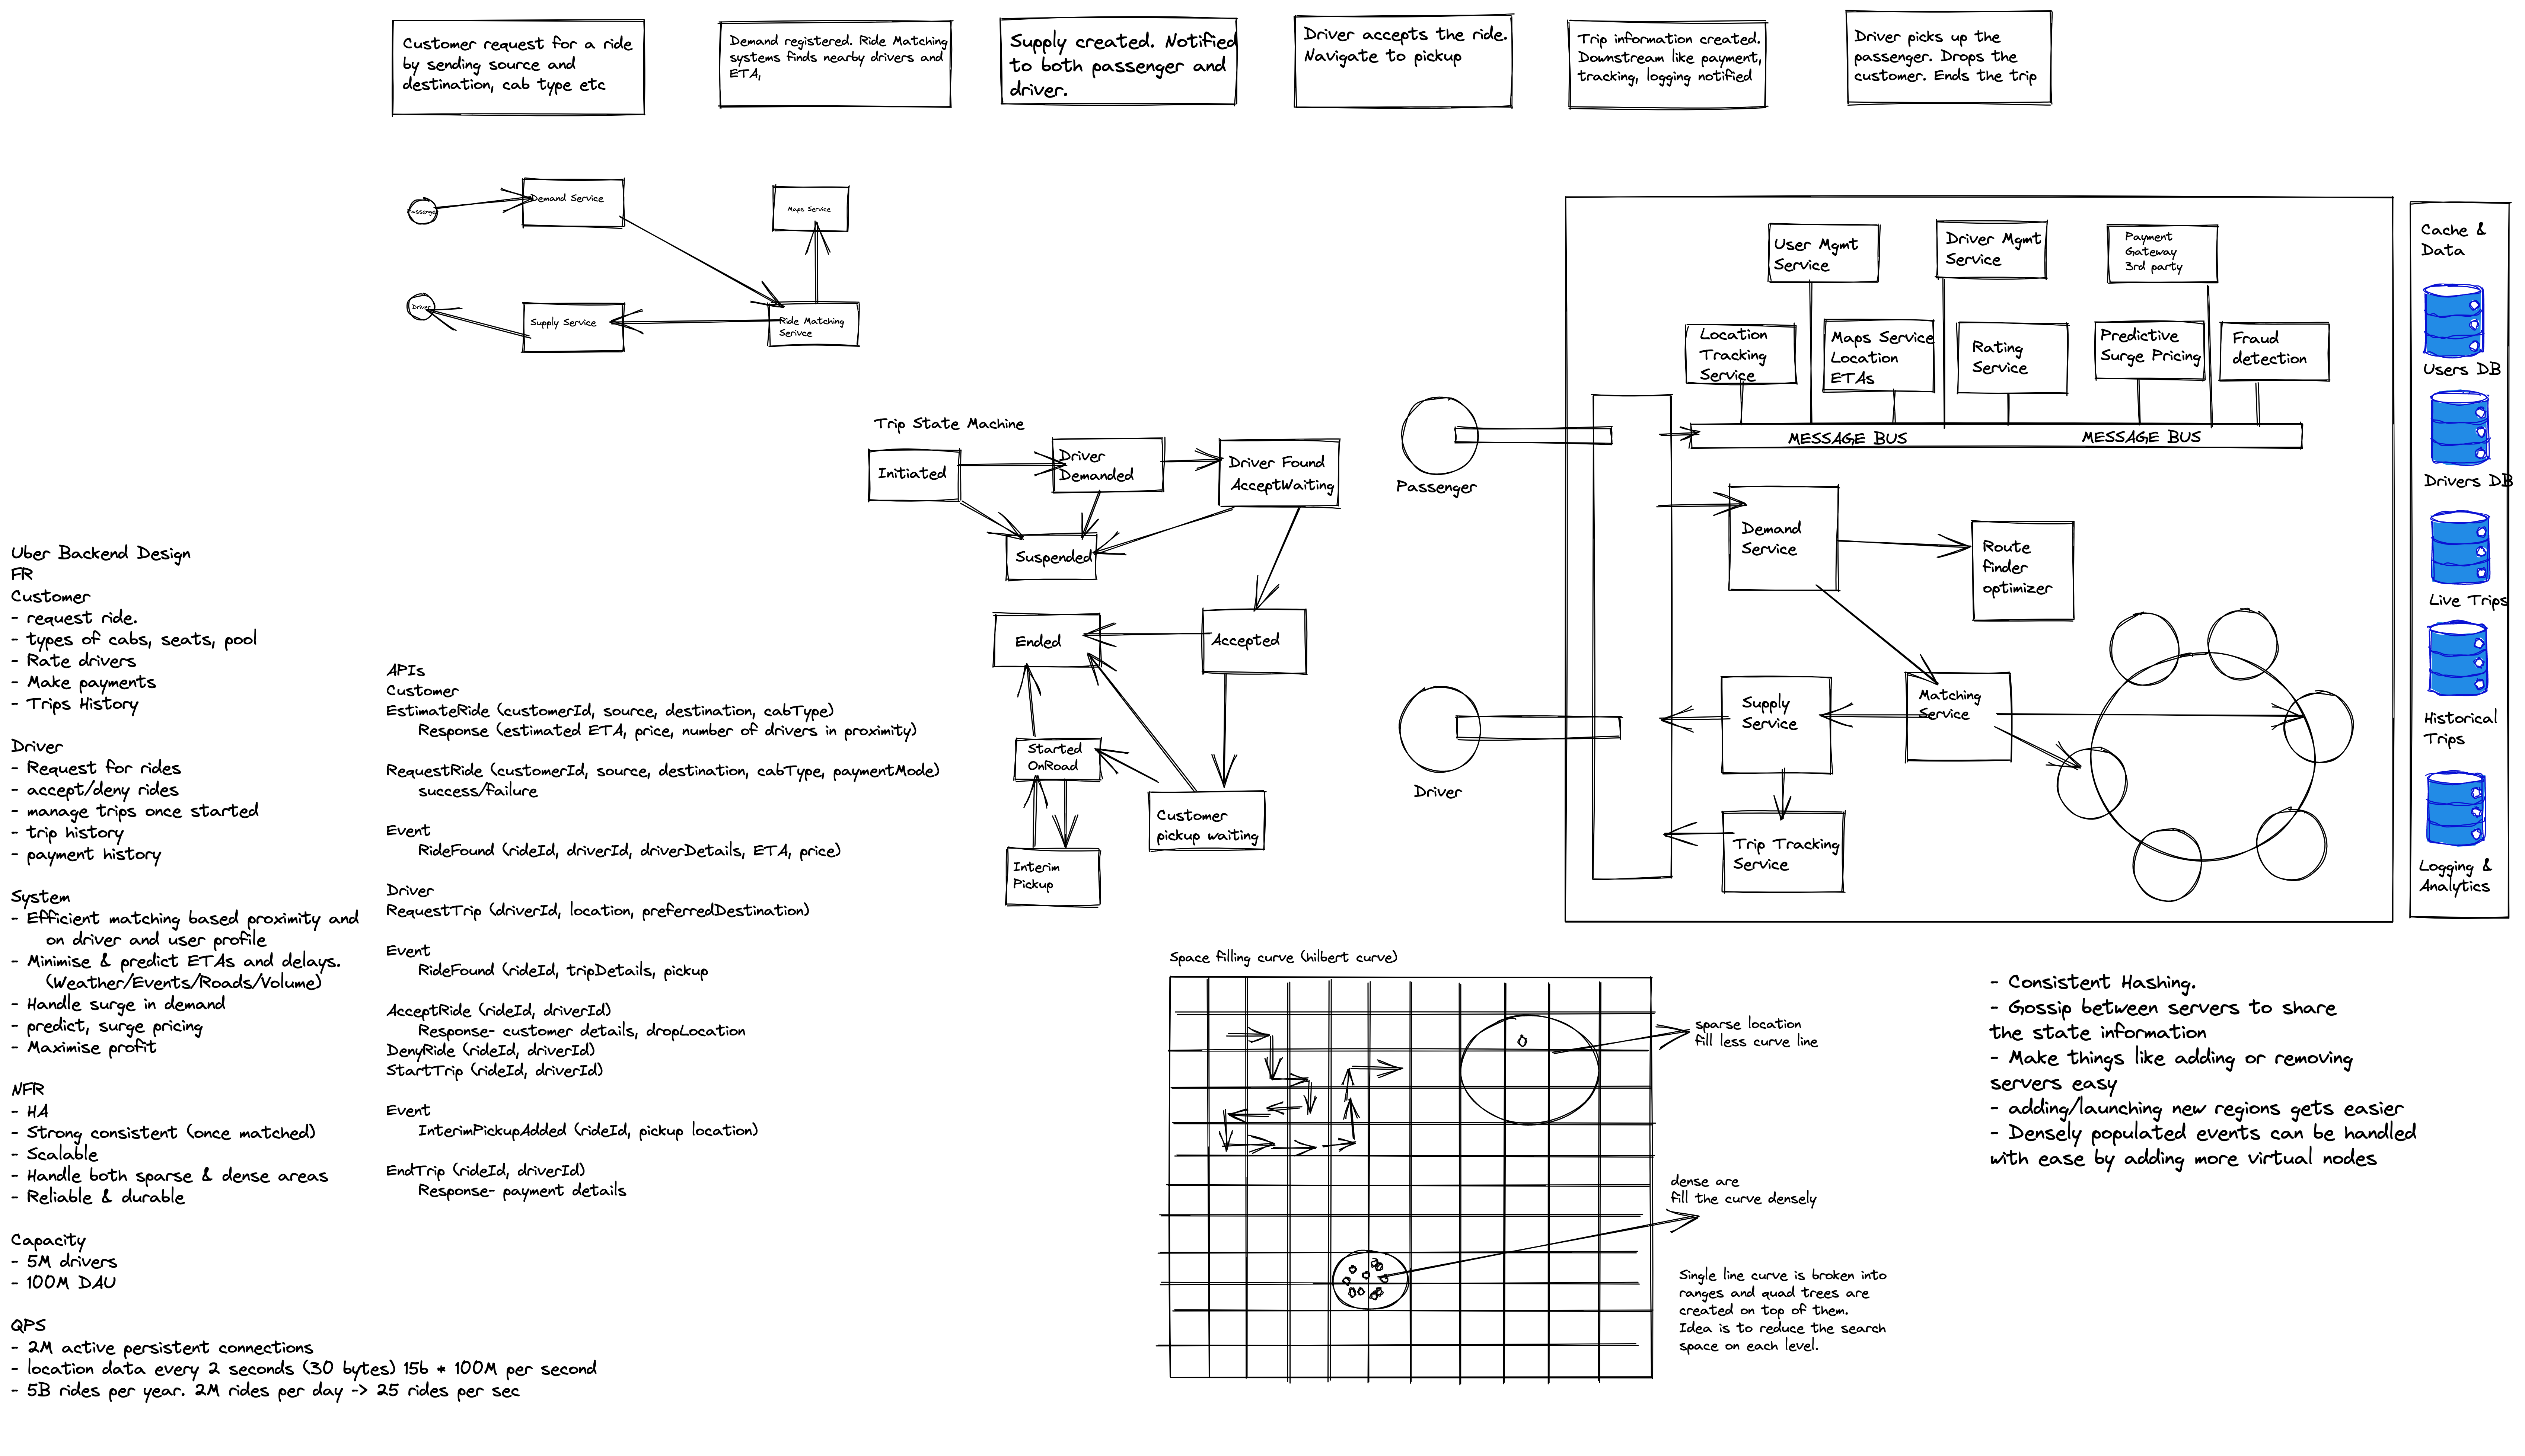 Customer request for a ride
by sending source and
destination, cab type etc
Demand registered. Ride Matching
systems finds nearby drivers and
ETA,
Supply created. Notified
to both passenger and
driver.
Driver accepts the ride.
Navigate to pickup
Trip information created.
Downstream like payment,
tracking, logging notified
Driver picks up the
passenger. Drops the
customer. Ends the trip
Passenger
Demand Service
Maps Service
Driver
Supply Service
Ride Matching
Serivce
Trip State Machine
Initiated
Driver
Demanded
Driver Found
AcceptWaiting
Suspended
Ended
Accepted
Started
OnRoad
Customer
pickup waiting
Interim
Pickup
Uber Backend Design
FR
Customer
- request ride.
- types of cabs, seats, pool
- Rate drivers
- Make payments
- Trips History
Driver
- Request for rides
- accept/deny rides
- manage trips once started
- trip history
- payment history
System
- Efficient matching based proximity and
on driver and user profile
- Minimise & predict ETAs and delays.
(Weather/Events/Roads/Volume)
- Handle surge in demand
- predict, surge pricing
- Maximise profit
NFR
- HA
- Strong consistent (once matched)
- Scalable
- Handle both sparse & dense areas
- Reliable & durable
Capacity
- 5M drivers
- 100M DAU
QPS
- 2M active persistent connections
- location data every 2 seconds (30 bytes) 15b * 100M per second
- 5B rides per year. 2M rides per day -> 25 rides per sec
APIs
Customer
EstimateRide (customerId, source, destination, cabType)
Response (estimated ETA, price, number of drivers in proximity)
RequestRide (customerId, source, destination, cabType, paymentMode)
success/failure
Event
RideFound (rideId, driverId, driverDetails, ETA, price)
Driver
RequestTrip (driverId, location, preferredDestination)
Event
RideFound (rideId, tripDetails, pickup
AcceptRide (rideId, driverId)
Response- customer details, dropLocation
DenyRide (rideId, driverId)
StartTrip (rideId, driverId)
Event
InterimPickupAdded (rideId, pickup location)
EndTrip (rideId, driverId)
Response- payment details
Passenger
Driver
User Mgmt
Service
Driver Mgmt
Service
Payment
Gateway
3rd party
Location
Tracking
Service
Maps Service
Location
ETAs
Rating
Service
Predictive
Surge Pricing
Fraud
detection
MESSAGE BUS
MESSAGE BUS
Demand
Service
Route
finder
optimizer
Supply
Service
Matching
Service
Trip Tracking
Service
Cache &
Data
Users DB
Drivers DB
Live Trips
Historical
Trips
Logging &
Analytics
Space filling curve (hilbert curve)
sparse location
fill less curve line
dense are
fill the curve densely
Single line curve is broken into
ranges and quad trees are
created on top of them.
Idea is to reduce the search
space on each level.
- Consistent Hashing.
- Gossip between servers to share
the state information
- Make things like adding or removing
servers easy
- adding/launching new regions gets easier
- Densely populated events can be handled
with ease by adding more virtual nodes